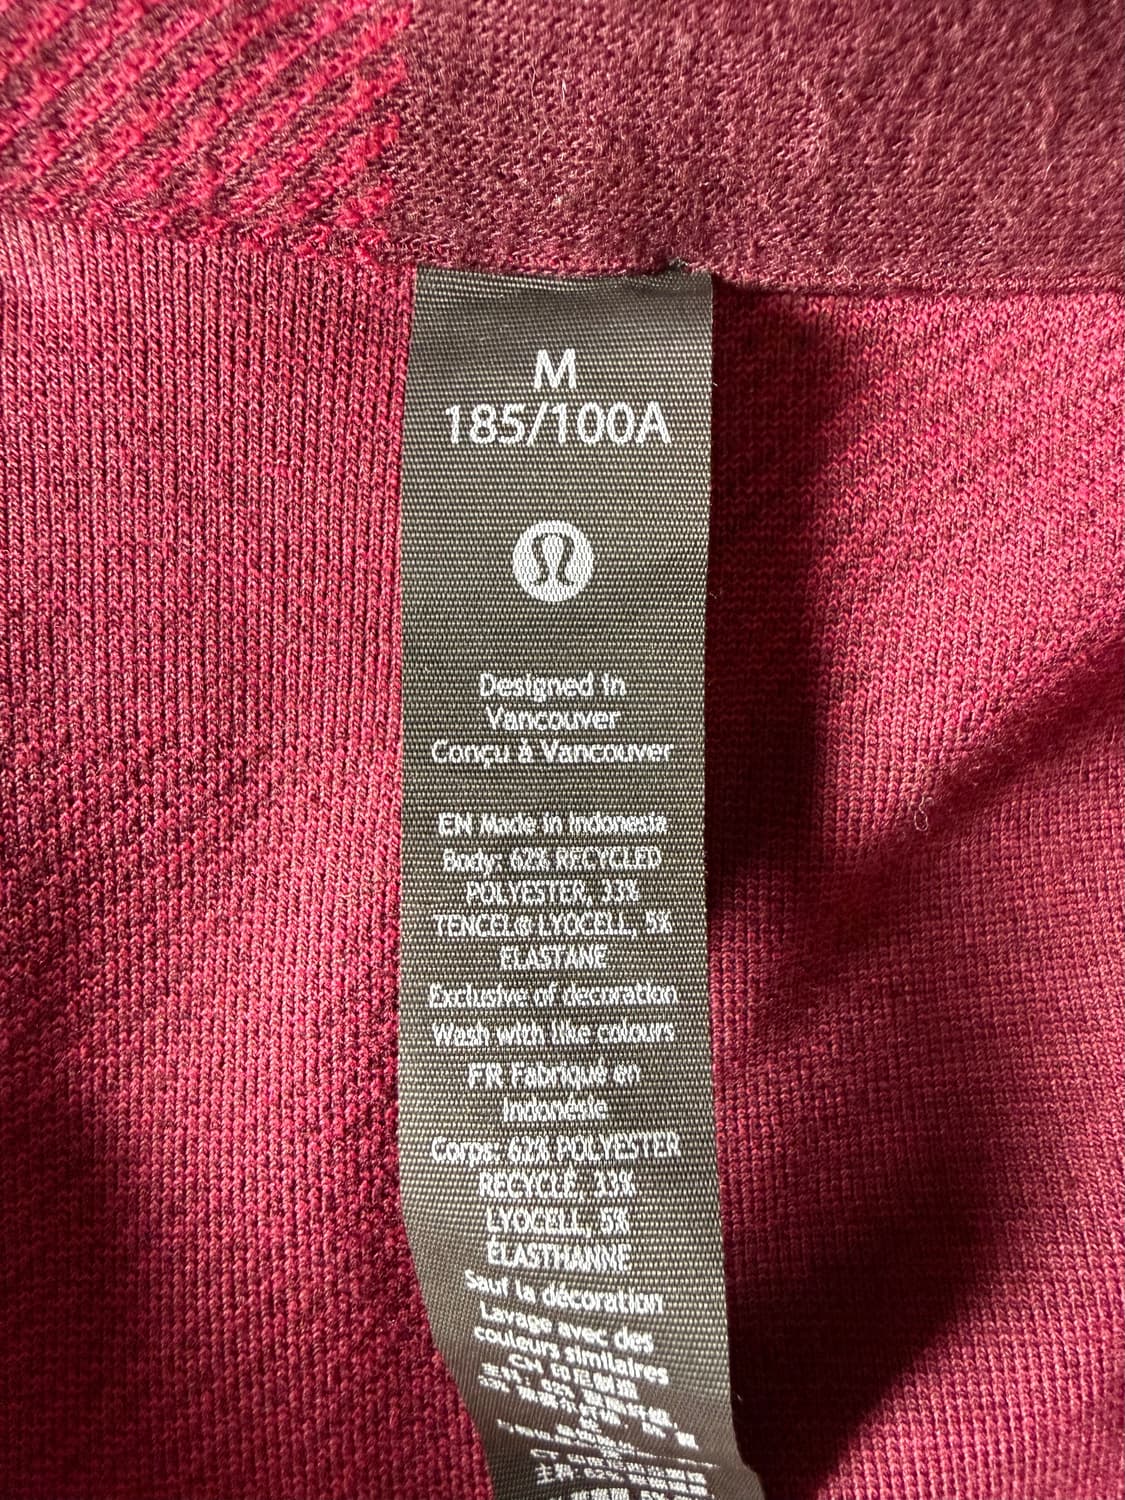 M
185/100A
Designed in
Vancouver
Conçu à Vancouver
EN Made in Indonesia
Body: 62% RECYCLED
POLYESTER, 33%
TENCEL® LYOCELL, 5%
ELASTANE
Exclusive of decoration
Wash with like colours
FR Fabriqué en
Indonésie
Corps: 62% POLYESTER
RECYCLÉ, 33%
LYOCELL, 5%
ÉLASTHANNE
Sauf la décoration
Lavage avec des
couleurs similaires